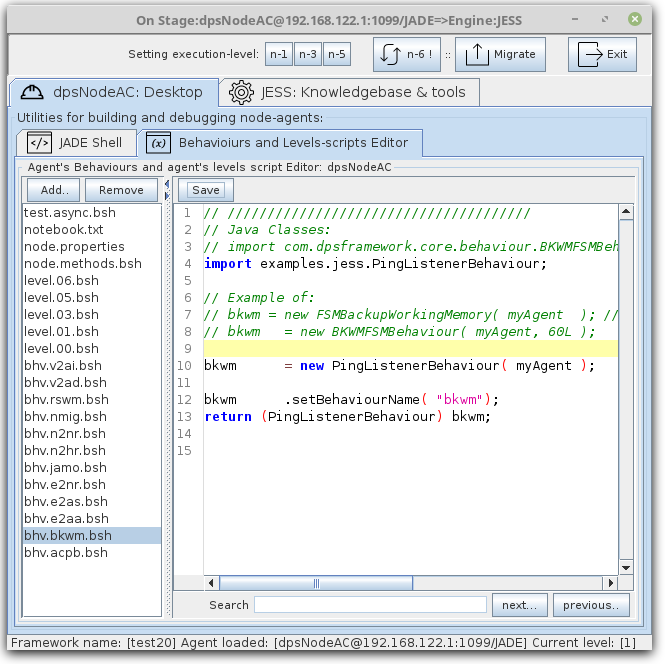 On Stage:dpsNodeAC@192.168.122.1:1099/JADE=>Engine:JESS
Setting execution-level: n-1 n-3 n-5 n-6 ! :: Migrate Exit
dpsNodeAC: Desktop JESS: Knowledgebase & tools
Utilities for building and debugging node-agents:
</> JADE Shell (x) Behavioiurs and Levels-scripts Editor
Agent's Behaviours and agent's levels script Editor: dpsNodeAC
Add.. Remove Save
test.async.bsh
notebook.txt
node.properties
node.methods.bsh
level.06.bsh
level.05.bsh
level.03.bsh
level.01.bsh
level.00.bsh
bhv.v2ai.bsh
bhv.v2ad.bsh
bhv.rswm.bsh
bhv.nmig.bsh
bhv.n2nr.bsh
bhv.n2hr.bsh
bhv.jamo.bsh
bhv.e2nr.bsh
bhv.e2as.bsh
bhv.e2aa.bsh
bhv.bkwm.bsh
bhv.acpb.bsh
1 // //////////////////////////////////////
2 // Java Classes:
3 // import com.dpsframework.core.behaviour.BKWMFSMBeh
4 import examples.jess.PingListenerBehaviour;
5
6 // Example of:
7 // bkwm = new FSMBackupWorkingMemory( myAgent  ); //
8 // bkwm   = new BKWMFSMBehaviour( myAgent, 60L );
9
10 bkwm      = new PingListenerBehaviour( myAgent );
11
12 bkwm      .setBehaviourName( "bkwm");
13 return (PingListenerBehaviour) bkwm;
14
15
Search next... previous..
Framework name: [test20] Agent loaded: [dpsNodeAC@192.168.122.1:1099/JADE] Current level: [1]